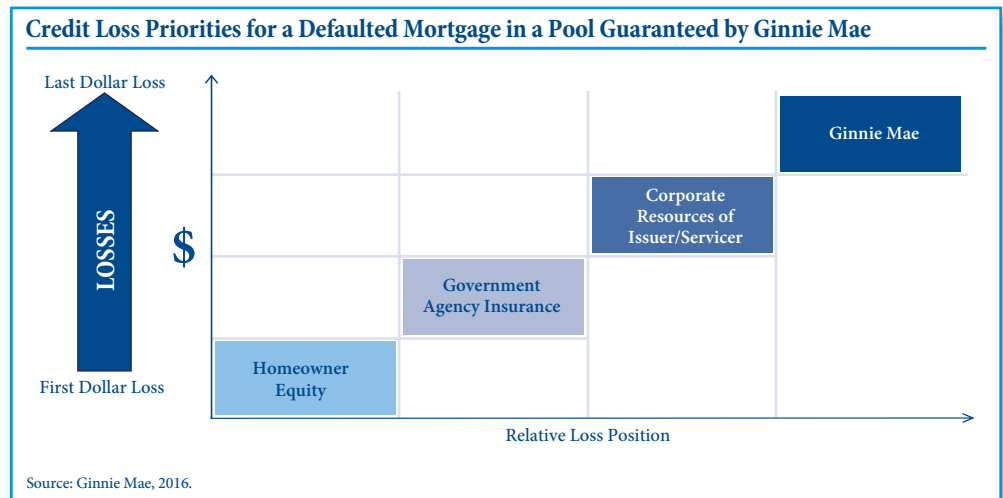 Credit Loss Priorities for a Defaulted Mortgage in a Pool Guaranteed by Ginnie Mae
Last Dollar Loss
LOSSES
First Dollar Loss
$
Ginnie Mae
Corporate
Resources of
Issuer/Servicer
Government
Agency Insurance
Homeowner
Equity
Relative Loss Position
Source: Ginnie Mae, 2016.